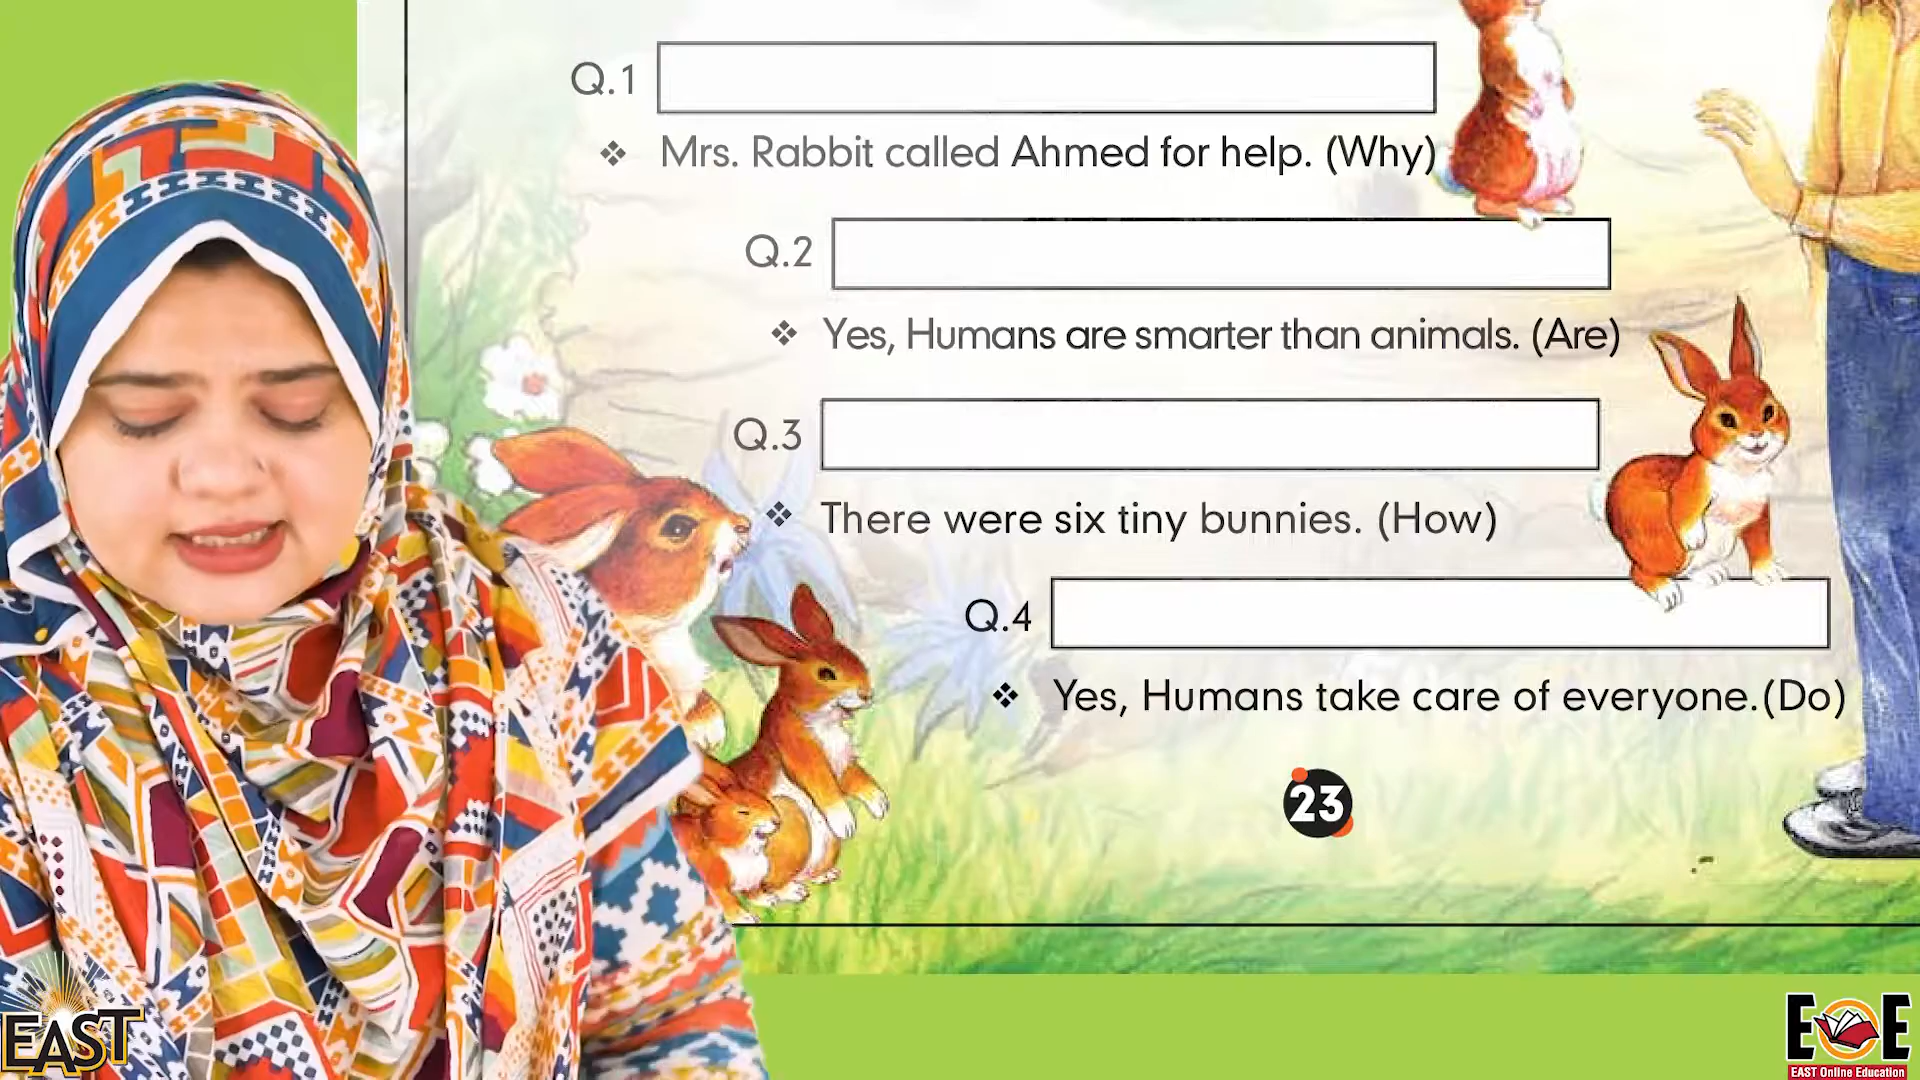 Q.1
Mrs. Rabbit called Ahmed for help. (Why)
Q.2
Yes, Humans are smarter than animals. (Are)
Q.3
There were six tiny bunnies. (How)
Q.4
Yes, Humans take care of everyone.(Do)
23
EAST
EOE
EAST Online Education